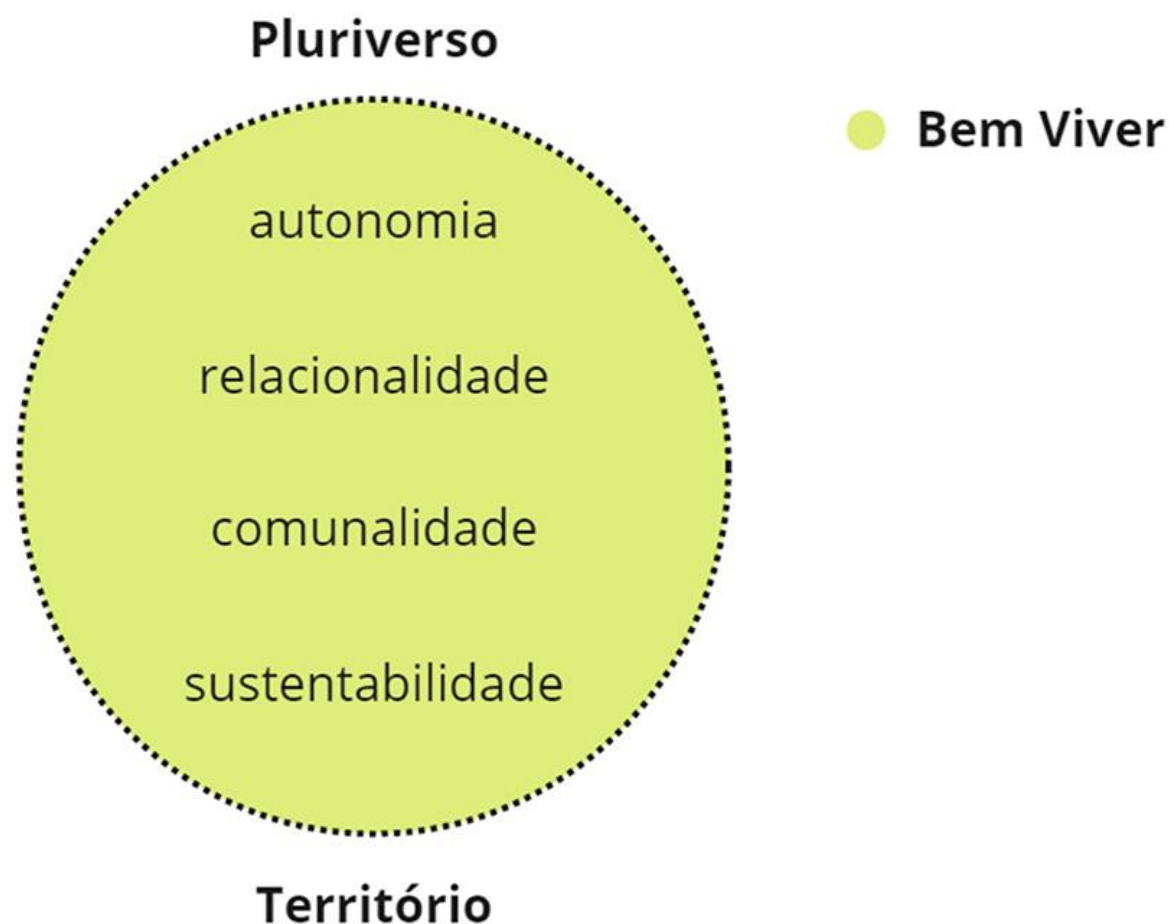 Pluriverso
Bem Viver
autonomia
relacionalidade
comunalidade
sustentabilidade
Território